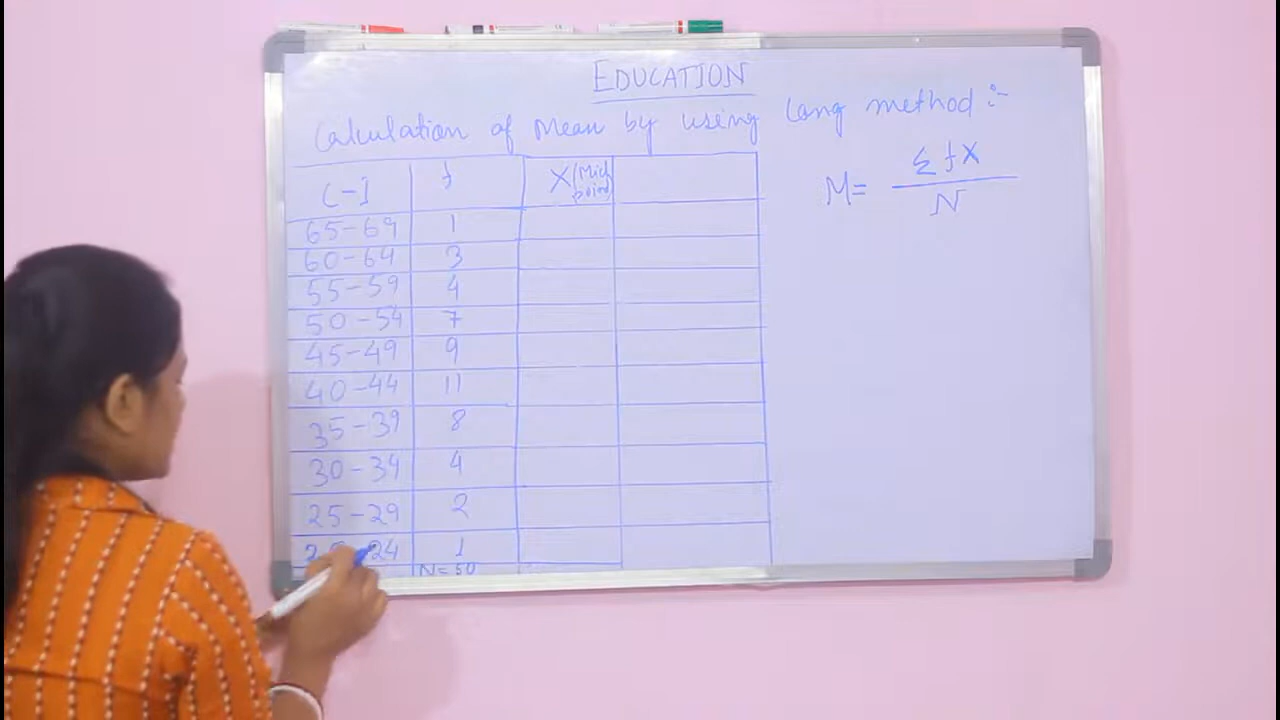 EDUCATION
Calculation of Mean by using Long method :-
C-I f X (Mid point)
65-69 1
60-64 3
55-59 4
50-54 7
45-49 9
40-44 11
35-39 8
30-34 4
25-29 2
24 1
N=50
M= ΣfX
N